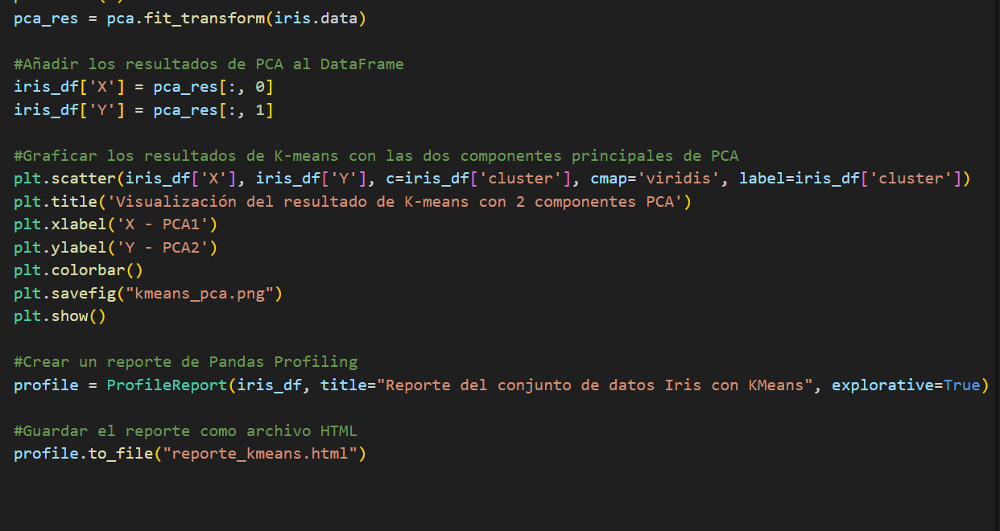 pca_res = pca.fit_transform(iris.data)
#Añadir los resultados de PCA al DataFrame
iris_df['X'] = pca_res[:, 0]
iris_df['Y'] = pca_res[:, 1]
#Graficar los resultados de K-means con las dos componentes principales de PCA
plt.scatter(iris_df['X'], iris_df['Y'], c=iris_df['cluster'], cmap='viridis', label=iris_df['cluster'])
plt.title('Visualización del resultado de K-means con 2 componentes PCA')
plt.xlabel('X - PCA1')
plt.ylabel('Y - PCA2')
plt.colorbar()
plt.savefig("kmeans_pca.png")
plt.show()
#Crear un reporte de Pandas Profiling
profile = ProfileReport(iris_df, title="Reporte del conjunto de datos Iris con KMeans", explorative=True)
#Guardar el reporte como archivo HTML
profile.to_file("reporte_kmeans.html")